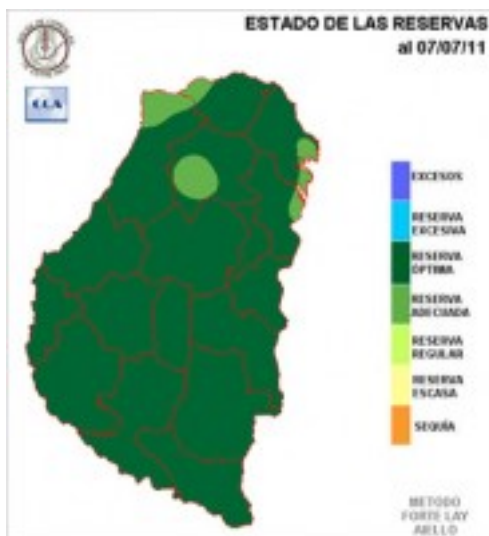 ESTADO DE LAS RESERVAS
al 07/07/11
CCA
EXCESOS
RESERVA
EXCESIVA
RESERVA
ÓPTIMA
RESERVA
ADECUADA
RESERVA
REGULAR
RESERVA
ESCASA
SEQUÍA
METODO
FORTE LAY
AIELLO